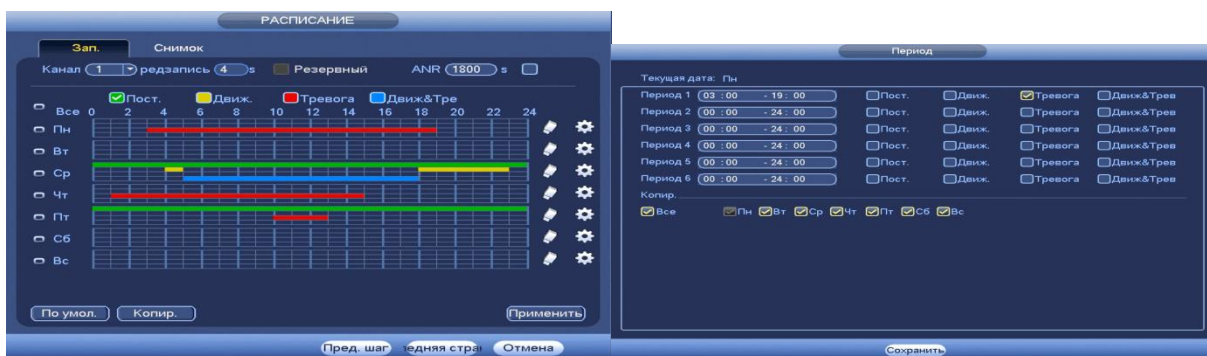 РАСПИСАНИЕ
Зап. Снимок
Канал 1 редзапись 4 s Резервный ANR 1800 s
Пост. Движ. Тревога Движ&Тре
Все 0 2 4 6 8 10 12 14 16 18 20 22 24
Пн
Вт
Ср
Чт
Пт
Сб
Вс
По умол. Копир. Применить
Пред. шаг едняя стра Отмена
Период
Текущая дата: Пн
Период 1 03 :00 - 19 : 00 Пост. Движ. Тревога Движ&Трев
Период 2 00 :00 - 24 : 00 Пост. Движ. Тревога Движ&Трев
Период 3 00 :00 - 24 : 00 Пост. Движ. Тревога Движ&Трев
Период 4 00 :00 - 24 : 00 Пост. Движ. Тревога Движ&Трев
Период 5 00 :00 - 24 : 00 Пост. Движ. Тревога Движ&Трев
Период 6 00 :00 - 24 : 00 Пост. Движ. Тревога Движ&Трев
Копир.
Все Пн Вт Ср Чт Пт Сб Вс
Сохранить